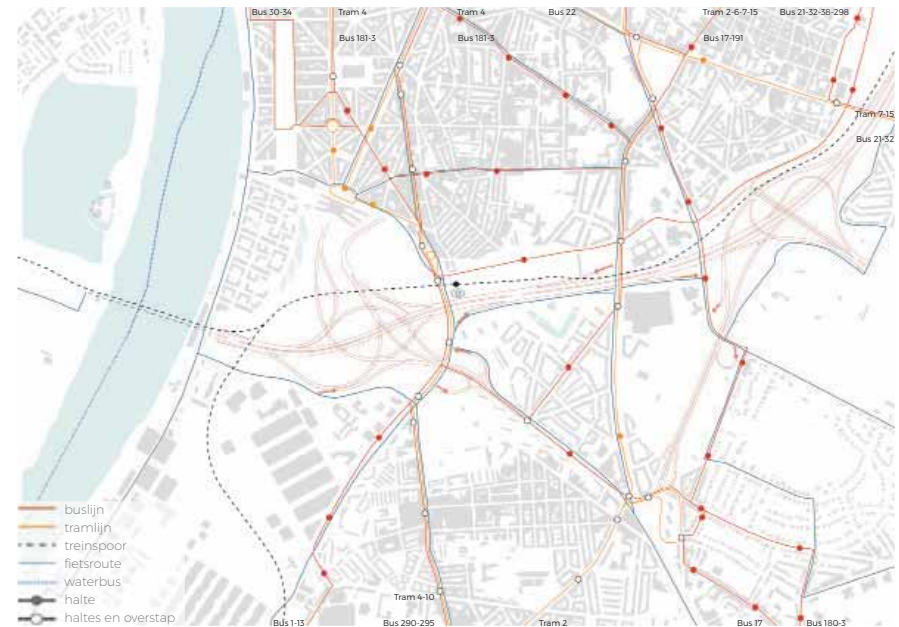 Bus 30-34
Tram 4
Tram 4
Bus 22
Tram 2-6-7-15
Bus 21-32-38-298
Bus 181-3
Bus 181-3
Bus 17-191
Tram 7-15
Bus 21-32
buslijn
tramlijn
treinspoor
fietsroute
waterbus
halte
haltes en overstap
Tram 4-10
Bus 1-13
Bus 290-295
Tram 2
Bus 17
Bus 180-3